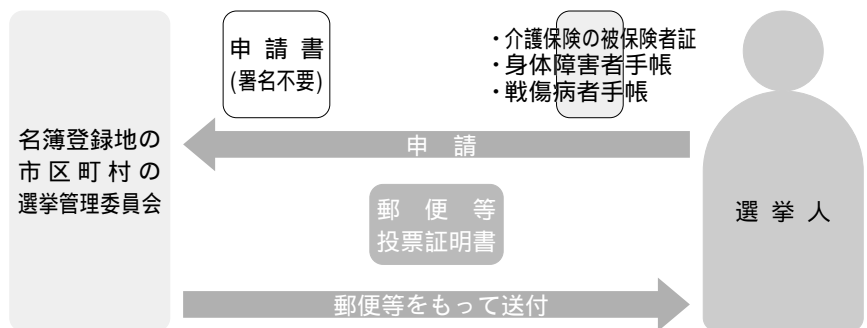 申請書
(署名不要)
・介護保険の被保険者証
・身体障害者手帳
・戦傷病者手帳
名簿登録地の
市区町村の
選挙管理委員会
申請
郵便等
投票証明書
選挙人
郵便等をもって送付